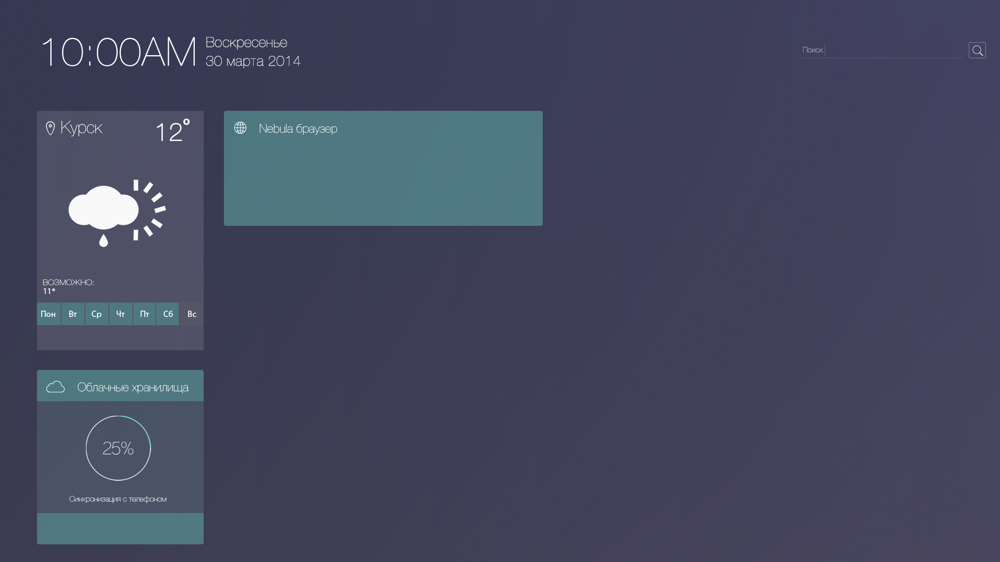 10:00AM
Воскресенье
30 марта 2014
Поиск
Курск
12°
Nebula браузер
ВОЗМОЖНО:
11*
Пон Вт Ср Чт Пт Сб Вс
Облачные хранилища
25%
Синхронизация с телефоном